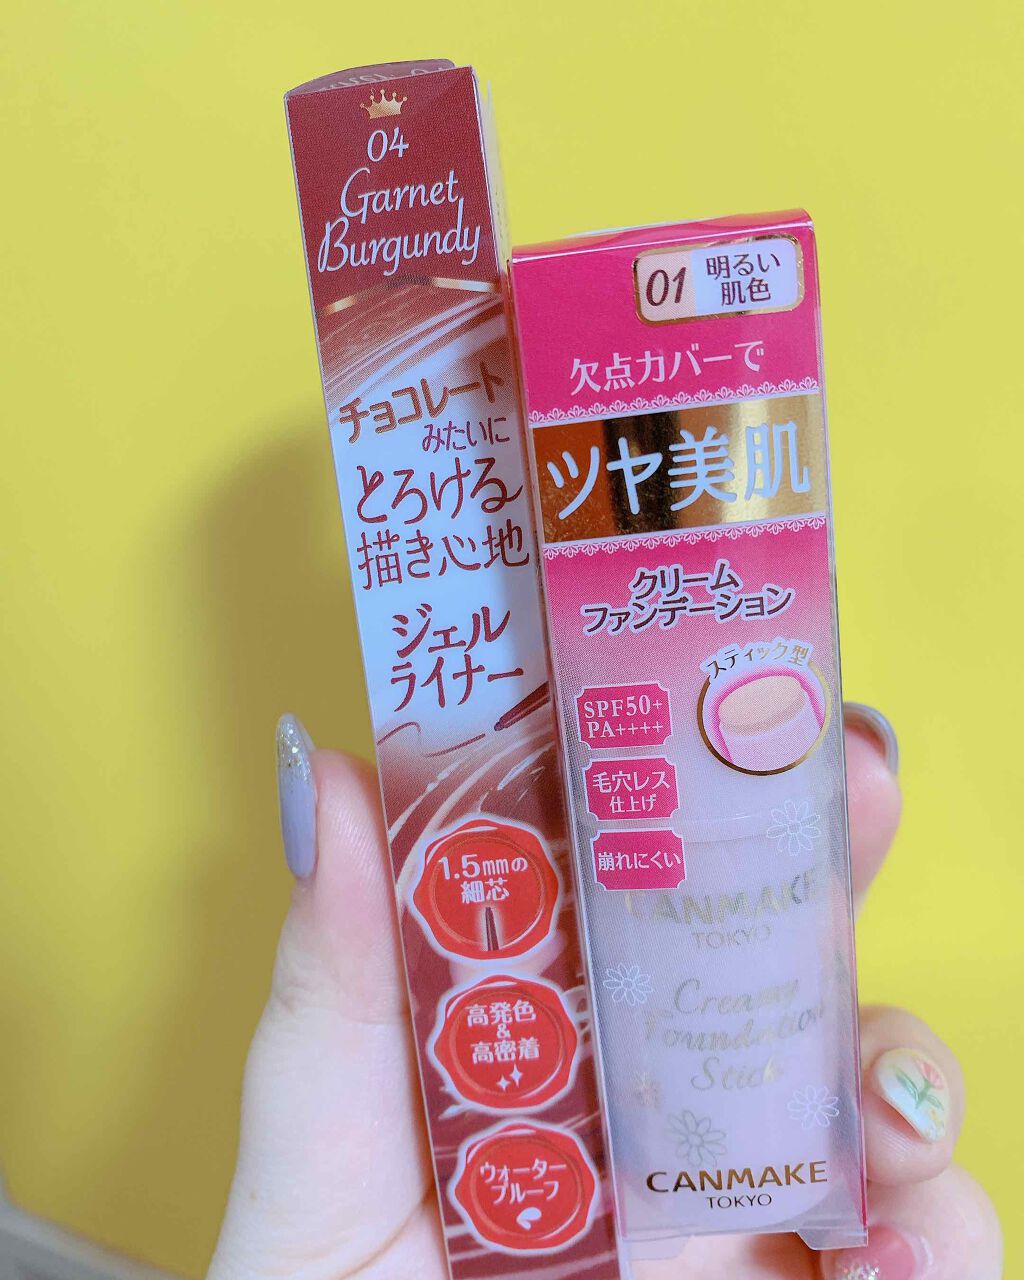 04
Garnet
Burgundy
チョコレート
みたいに
とろける
描き心地
ジェル
ライナー
1.5mmの
細芯
高発色
&
高密着
ウォーター
プルーフ
01
明るい
肌色
欠点カバーで
ツヤ美肌
クリーム
ファンデーション
スティック型
SPF50+
PA++++
毛穴レス
仕上げ
崩れにくい
CANMAKE
TOKYO
Creamy
Foundation
Stick
CANMAKE
TOKYO